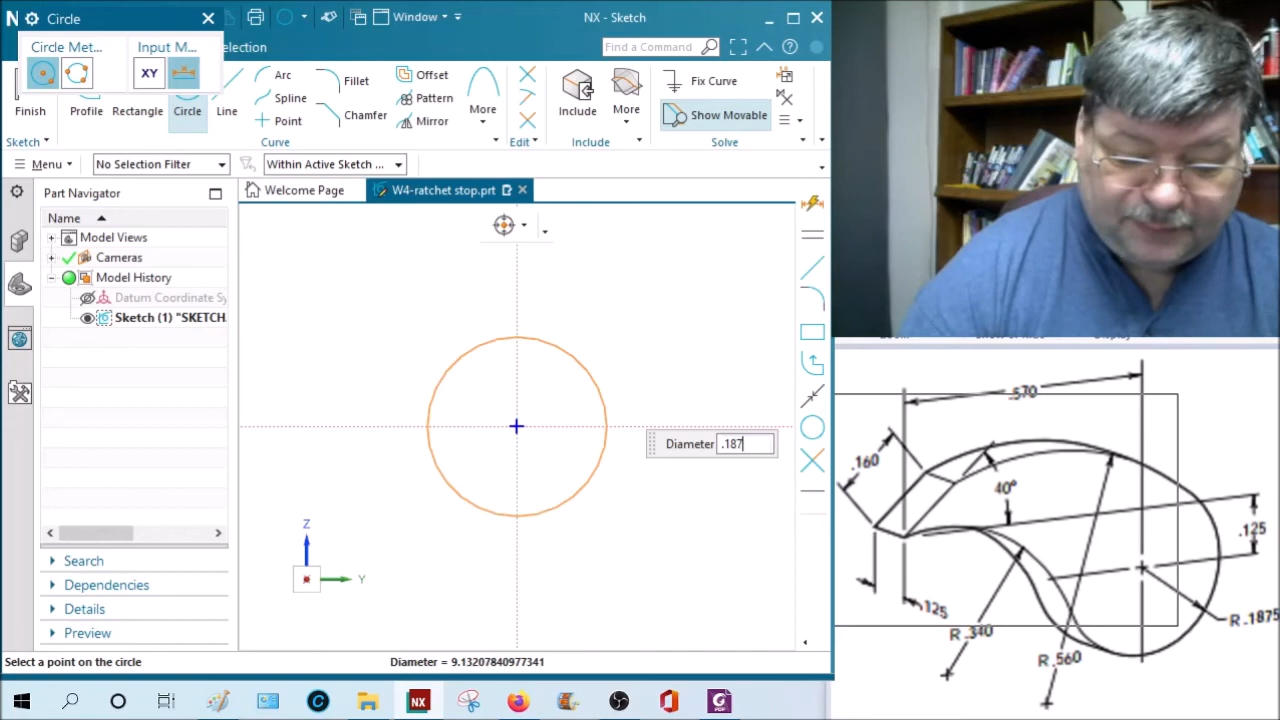 Circle
Window
NX - Sketch
Circle Met...
Input M...
election
Find a Command
XY
Finish
Profile
Rectangle
Circle
Line
Arc
Spline
Point
Fillet
Chamfer
Offset
Pattern
Mirror
More
Include
More
Fix Curve
Show Movable
Sketch
Curve
Edit
Include
Solve
Menu
No Selection Filter
Within Active Sketch ...
Part Navigator
Welcome Page
W4-ratchet stop.prt
Name
Model Views
Cameras
Model History
Datum Coordinate Sy
Sketch (1) "SKETCH
Search
Dependencies
Details
Preview
Diameter .187
Z
Y
Select a point on the circle
Diameter = 9.13207840977341
NX
.570
.160
40°
.125
.125
R.340
R.560
R.1875